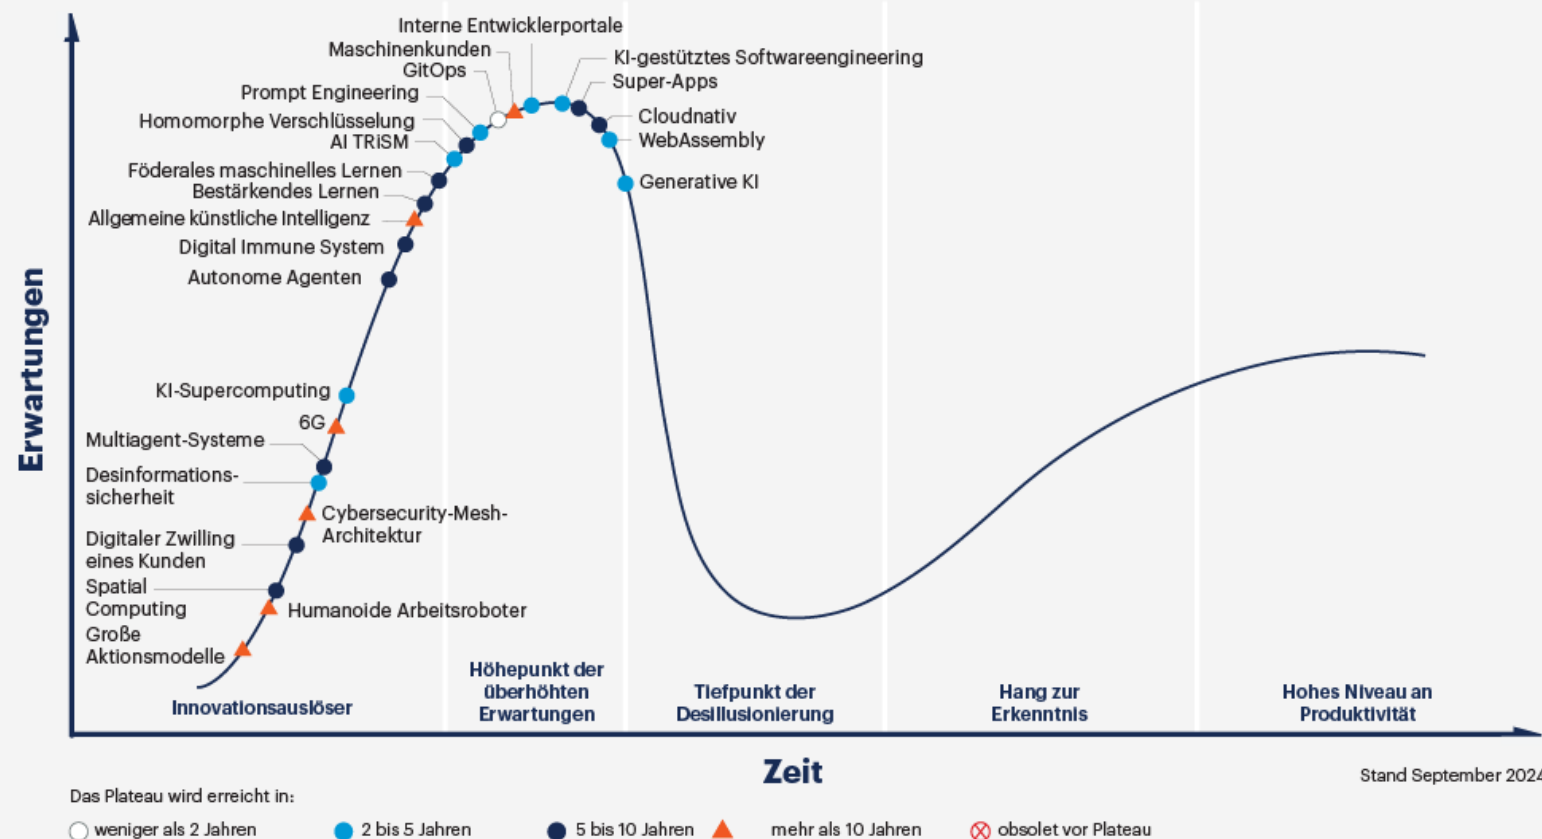 Interne Entwicklerportale
Maschinenkunden
GitOps
Prompt Engineering
Homomorphe Verschlüsselung
AI TRiSM
Föderales maschinelles Lernen
Bestärkendes Lernen
Allgemeine künstliche Intelligenz
Digital Immune System
Autonome Agenten
KI-Supercomputing
6G
Multiagent-Systeme
Desinformations-
sicherheit
Cybersecurity-Mesh-
Architektur
Digitaler Zwilling
eines Kunden
Spatial
Computing
Humanoide Arbeitsroboter
Große
Aktionsmodelle
KI-gestütztes Softwareengineering
Super-Apps
Cloudnativ
WebAssembly
Generative KI
Erwartungen
Innovationsauslöser
Höhepunkt der
überhöhten
Erwartungen
Tiefpunkt der
Desillusionierung
Hang zur
Erkenntnis
Hohes Niveau an
Produktivität
Zeit
Stand September 2024
Das Plateau wird erreicht in:
weniger als 2 Jahren
2 bis 5 Jahren
5 bis 10 Jahren
mehr als 10 Jahren
obsolet vor Plateau